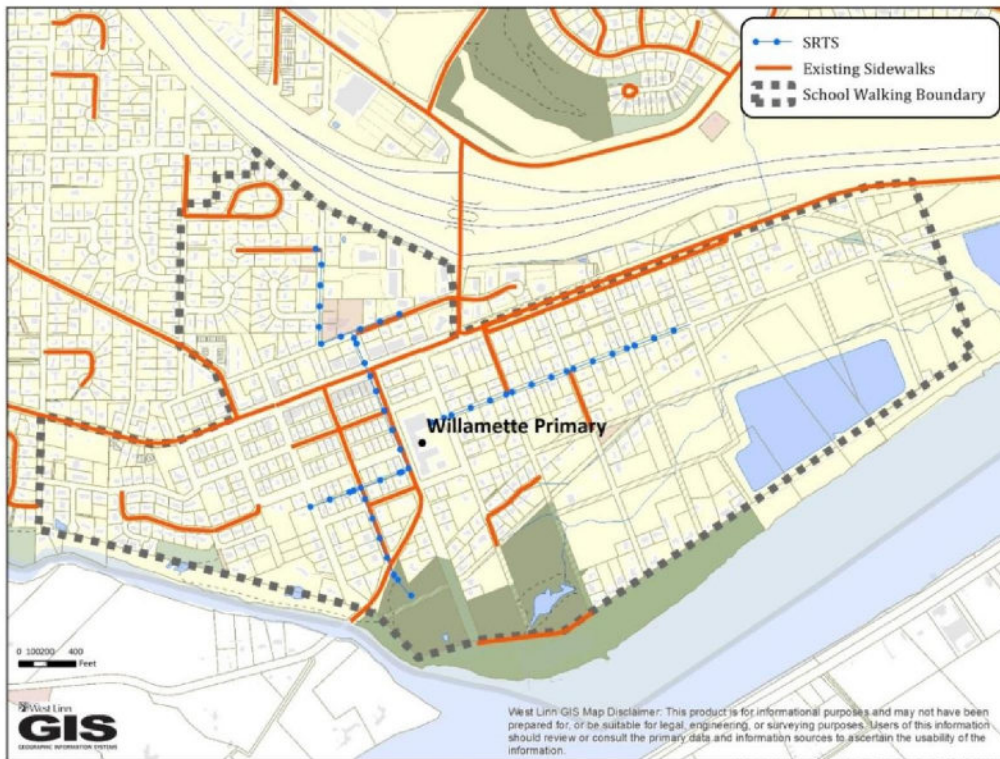 SRTS
Existing Sidewalks
School Walking Boundary
Willamette Primary
0 100200 400
Feet
West Linn
GIS
GEOGRAPHIC INFORMATION SYSTEMS
West Linn GIS Map Disclaimer: This product is for informational purposes and may not have been
prepared for, or be suitable for legal, engineering, or surveying purposes. Users of this information
should review or consult the primary data and information sources to ascertain the usability of the
information.